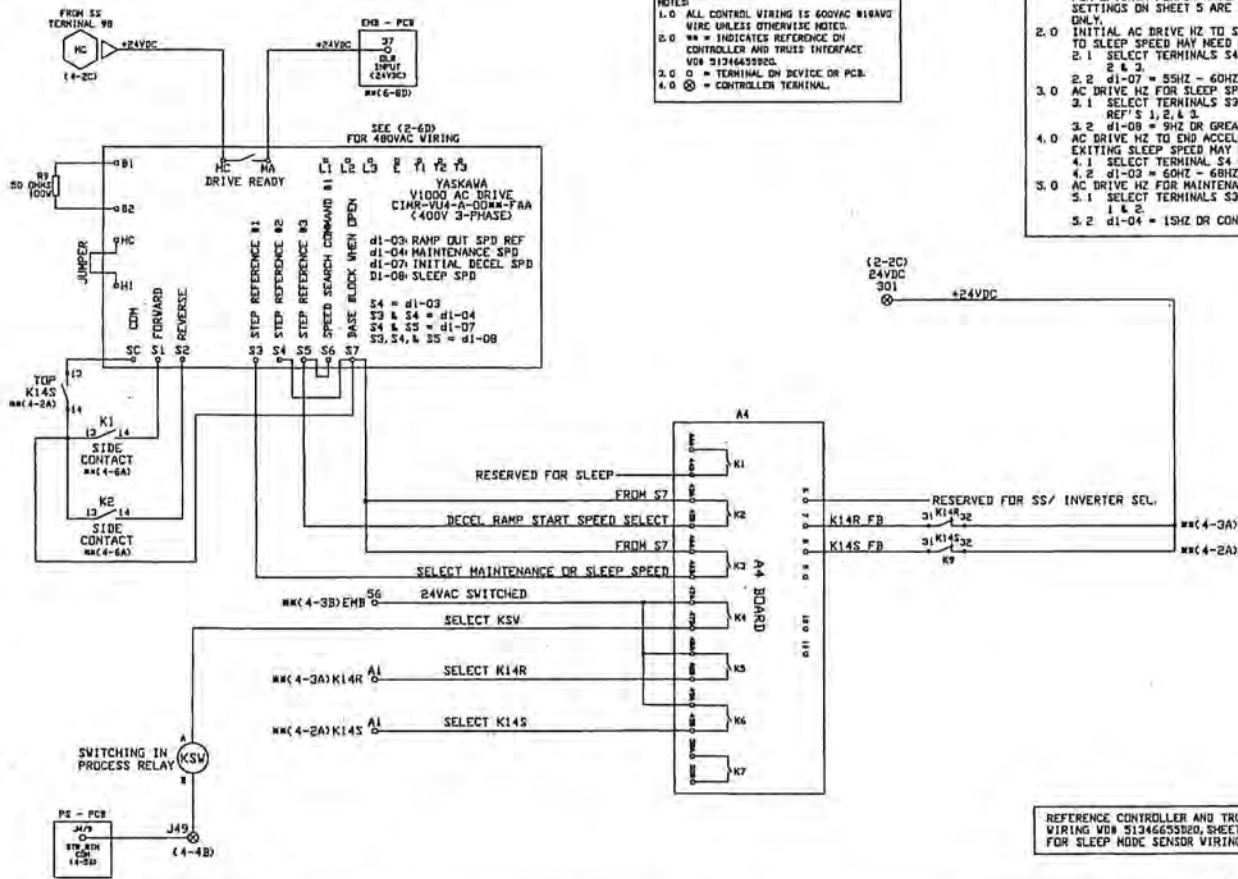 FROM SS
TERMINAL 98
MC
(4-2C)
+24VDC
+24VDC
EMB - PCB
37
INPUT
(24VDC)
**(6-6D)
NOTES:
1.0 ALL CONTROL WIRING IS 600VAC #18AWG
WIRE UNLESS OTHERWISE NOTED.
2.0 ** = INDICATES REFERENCE ON
CONTROLLER AND TRUSS INTERFACE
WD# 51346655D20.
3.0 O = TERMINAL ON DEVICE OR PCB.
4.0 ⊗ = CONTROLLER TERMINAL.
SETTINGS ON SHEET 5 ARE
ONLY.
2.0 INITIAL AC DRIVE HZ TO S
TO SLEEP SPEED MAY NEED
2.1 SELECT TERMINALS S4
2 & 3.
2.2 d1-07 = 55HZ - 60HZ
3.0 AC DRIVE HZ FOR SLEEP SP
3.1 SELECT TERMINALS S3
REF'S 1,2,& 3
3.2 d1-08 = 9HZ OR GREA
4.0 AC DRIVE HZ TO END ACCEL
EXITING SLEEP SPEED MAY
4.1 SELECT TERMINAL S4
4.2 d1-03 = 60HZ - 68HZ
5.0 AC DRIVE HZ FOR MAINTENA
5.1 SELECT TERMINALS S3
1 & 2.
5.2 d1-04 = 15HZ OR CON
SEE (2-6D)
FOR 480VAC WIRING
B1
R9
50 OHMS
100W
B2
HC
JUMPER
H1
MC MA
DRIVE READY
L1 L2 L3 E T1 T2 T3
YASKAWA
V1000 AC DRIVE
CIMR-VU4-A-00**-FAA
(400V 3-PHASE)
d1-03: RAMP OUT SPD REF
d1-04: MAINTENANCE SPD
d1-07: INITIAL DECEL SPD
D1-08: SLEEP SPD
S4 = d1-03
S3 & S4 = d1-04
S4 & S5 = d1-07
S3,S4,& S5 = d1-08
COM
FORWARD
REVERSE
STEP REFERENCE #1
STEP REFERENCE #2
STEP REFERENCE #3
SPEED SEARCH COMMAND #1
BASE BLOCK WHEN OPEN
SC S1 S2 S3 S4 S5 S6 S7
TOP
K14S
**(4-2A)
13
14
K1
13 14
SIDE
CONTACT
**(4-6A)
K2
13 14
SIDE
CONTACT
**(4-6A)
(2-2C)
24VDC
301
+24VDC
A4
RESERVED FOR SLEEP
K1
FROM S7
K2
DECEL RAMP START SPEED SELECT
FROM S7
K3
SELECT MAINTENANCE OR SLEEP SPEED
**(4-3B)EMB 56 24VAC SWITCHED
K4
SELECT KSW
K5
**(4-3A)K14R A1 SELECT K14R
K6
**(4-2A)K14S A1 SELECT K14S
K7
A4 BOARD
RESERVED FOR SS/ INVERTER SEL.
K14R FB 31 K14R 32 **(4-3A)
K14S FB 31 K14S 32 **(4-2A)
K9
SWITCHING IN
PROCESS RELAY
A
KSW
PS - PCB
J4/9
COM
J49
(4-4B)
REFERENCE CONTROLLER AND TRU
WIRING WD# 51346655D20, SHEET
FOR SLEEP MODE SENSOR WIRING